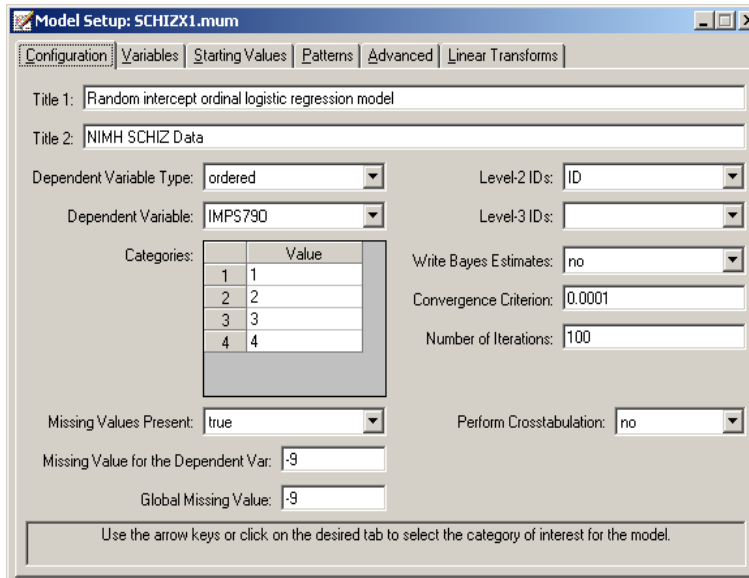 Model Setup: SCHIZX1.mum
Configuration Variables Starting Values Patterns Advanced Linear Transforms
Title 1: Random intercept ordinal logistic regression model
Title 2: NIMH SCHIZ Data
Dependent Variable Type: ordered Level-2 IDs: ID
Dependent Variable: IMPS79O Level-3 IDs:
Categories: Value
1 1
2 2
3 3
4 4
Write Bayes Estimates: no
Convergence Criterion: 0.0001
Number of Iterations: 100
Missing Values Present: true Perform Crosstabulation: no
Missing Value for the Dependent Var: -9
Global Missing Value: -9
Use the arrow keys or click on the desired tab to select the category of interest for the model.